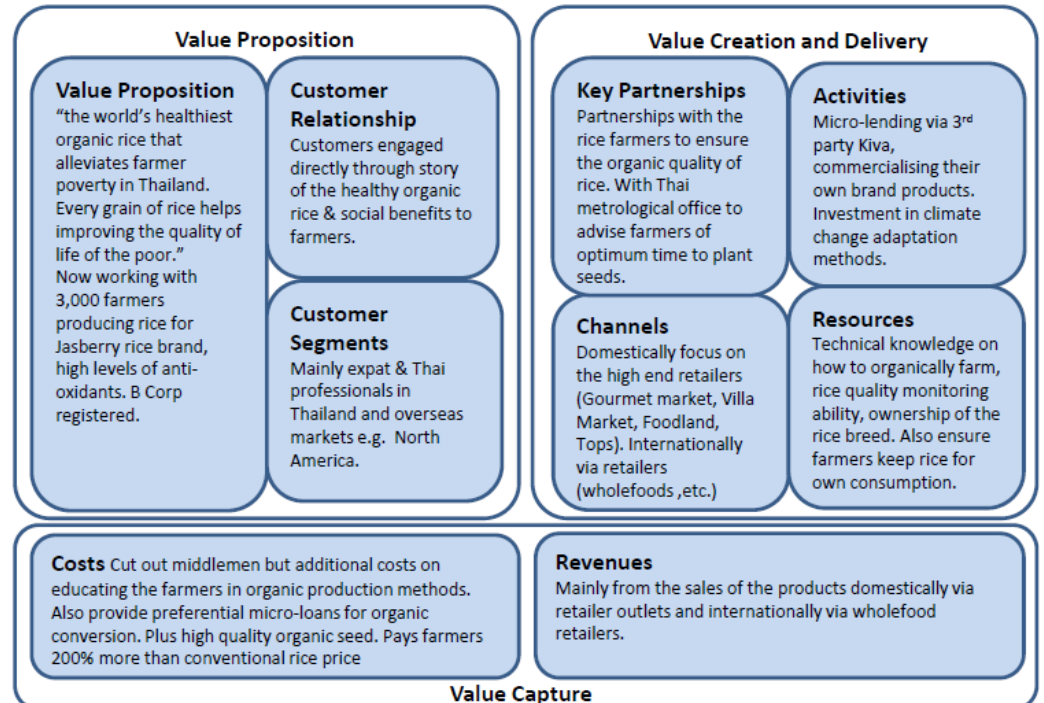 Value Proposition
Value Proposition
“the world’s healthiest
organic rice that
alleviates farmer
poverty in Thailand.
Every grain of rice helps
improving the quality of
life of the poor.”
Now working with
3,000 farmers
producing rice for
Jasberry rice brand,
high levels of anti-
oxidants. B Corp
registered.
Customer
Relationship
Customers engaged
directly through story
of the healthy organic
rice & social benefits to
farmers.
Customer
Segments
Mainly expat & Thai
professionals in
Thailand and overseas
markets e.g.  North
America.
Value Creation and Delivery
Key Partnerships
Partnerships with the
rice farmers to ensure
the organic quality of
rice. With Thai
metrological office to
advise farmers of
optimum time to plant
seeds.
Activities
Micro-lending via 3rd
party Kiva,
commercialising their
own brand products.
Investment in climate
change adaptation
methods.
Channels
Domestically focus on
the high end retailers
(Gourmet market, Villa
Market, Foodland,
Tops). Internationally
via retailers
(wholefoods ,etc.)
Resources
Technical knowledge on
how to organically farm,
rice quality monitoring
ability, ownership of the
rice breed. Also ensure
farmers keep rice for
own consumption.
Costs Cut out middlemen but additional costs on
educating the farmers in organic production methods.
Also provide preferential micro-loans for organic
conversion. Plus high quality organic seed. Pays farmers
200% more than conventional rice price
Revenues
Mainly from the sales of the products domestically via
retailer outlets and internationally via wholefood
retailers.
Value Capture